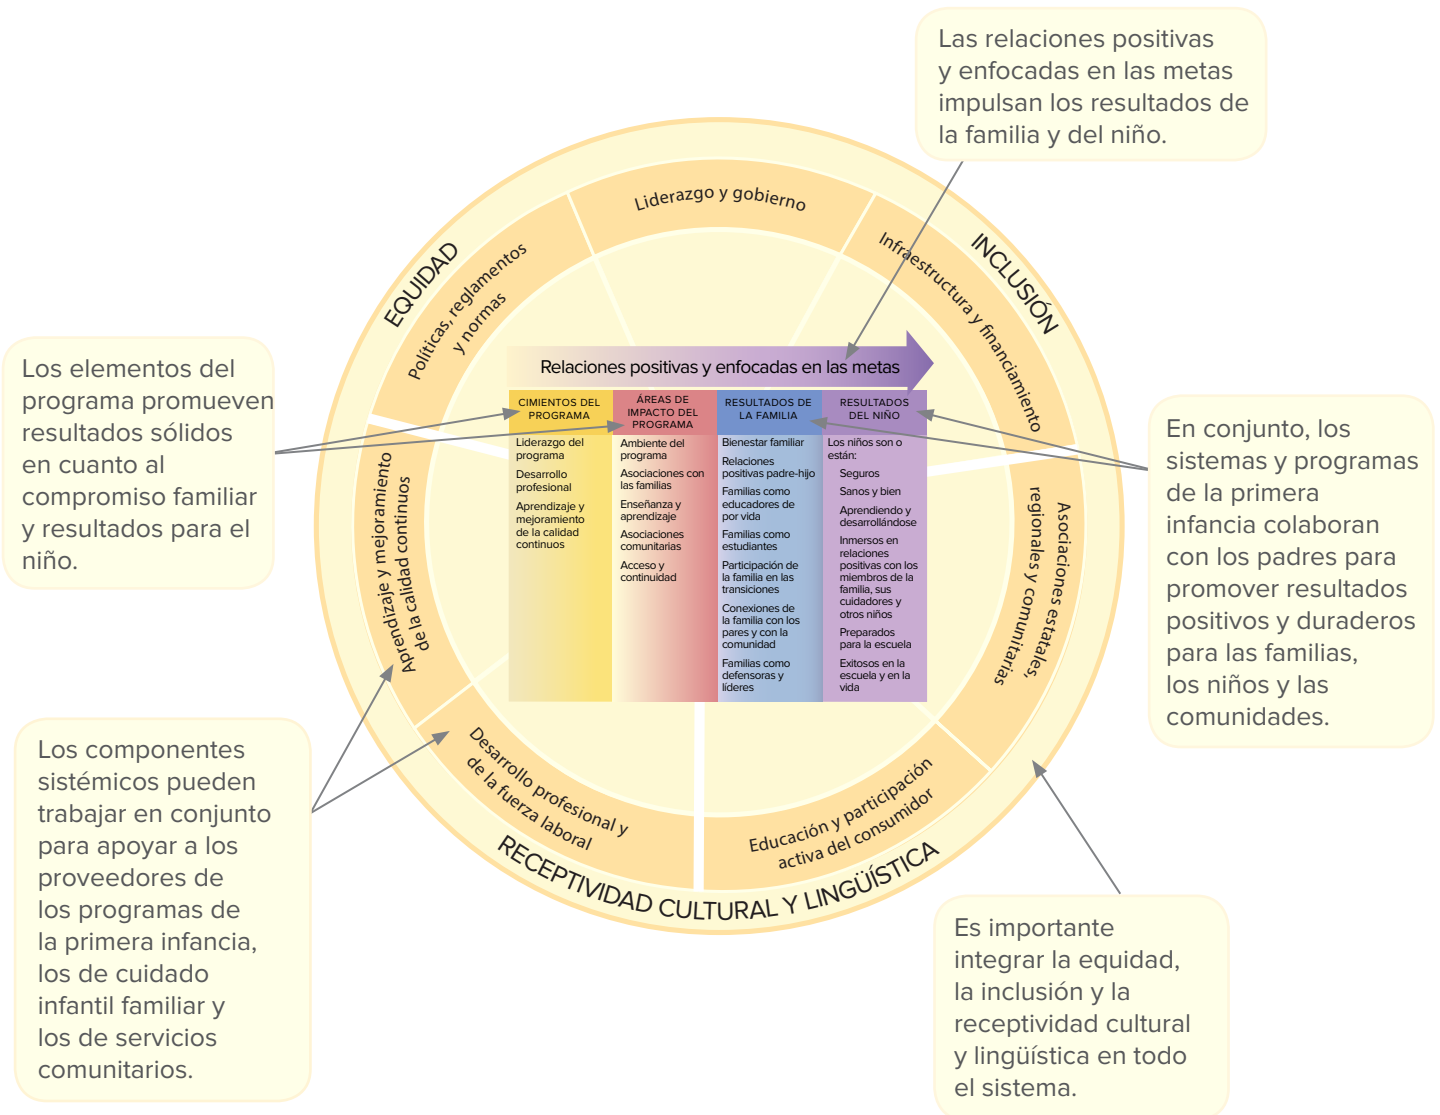 Las relaciones positivas
y enfocadas en las metas
impulsan los resultados de
la familia y del niño.
EQUIDAD
INCLUSIÓN
RECEPTIVIDAD CULTURAL Y LINGÜÍSTICA
Liderazgo y gobierno
Infraestructura y financiamiento
Asociaciones estatales,
regionales y comunitarias
Educación y participación
activa del consumidor
Desarrollo profesional y
de la fuerza laboral
Aprendizaje y mejoramiento
de la calidad continuos
Políticas, reglamentos
y normas
Relaciones positivas y enfocadas en las metas
CIMIENTOS DEL
PROGRAMA
Liderazgo del
programa
Desarrollo
profesional
Aprendizaje y
mejoramiento
de la calidad
continuos
ÁREAS DE
IMPACTO DEL
PROGRAMA
Ambiente del
programa
Asociaciones con
las familias
Enseñanza y
aprendizaje
Asociaciones
comunitarias
Acceso y
continuidad
RESULTADOS DE
LA FAMILIA
Bienestar familiar
Relaciones
positivas padre-hijo
Familias como
educadores de
por vida
Familias como
estudiantes
Participación de
la familia en las
transiciones
Conexiones de
la familia con los
pares y con la
comunidad
Familias como
defensoras y
líderes
RESULTADOS
DEL NIÑO
Los niños son o
están:
Seguros
Sanos y bien
Aprendiendo y
desarrollándose
Inmersos en
relaciones
positivas con los
miembros de la
familia, sus
cuidadores y
otros niños
Preparados
para la escuela
Exitosos en la
escuela y en la
vida
Los elementos del
programa promueven
resultados sólidos
en cuanto al
compromiso familiar
y resultados para el
niño.
En conjunto, los
sistemas y programas
de la primera
infancia colaboran
con los padres para
promover resultados
positivos y duraderos
para las familias,
los niños y las
comunidades.
Los componentes
sistémicos pueden
trabajar en conjunto
para apoyar a los
proveedores de
los programas de
la primera infancia,
los de cuidado
infantil familiar y
los de servicios
comunitarios.
Es importante
integrar la equidad,
la inclusión y la
receptividad cultural
y lingüística en todo
el sistema.